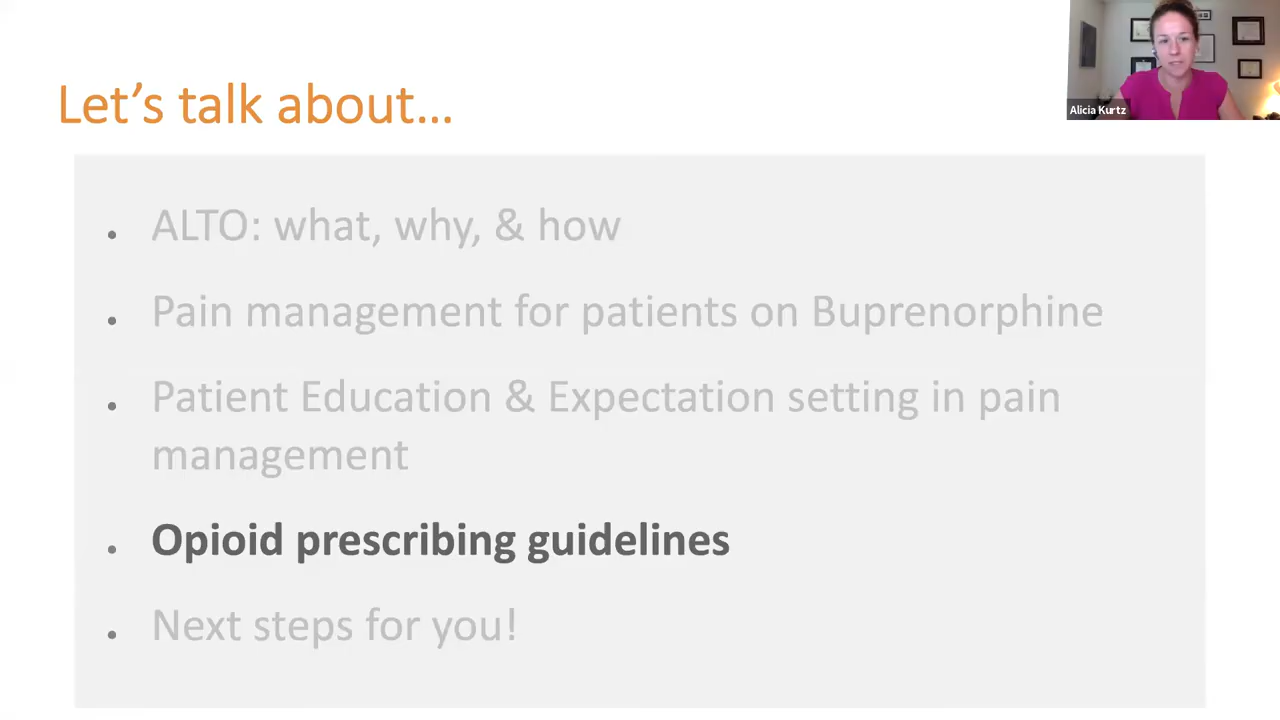 Let's talk about…
Alicia Kurtz
• ALTO: what, why, & how
• Pain management for patients on Buprenorphine
• Patient Education & Expectation setting in pain
management
• Opioid prescribing guidelines
• Next steps for you!